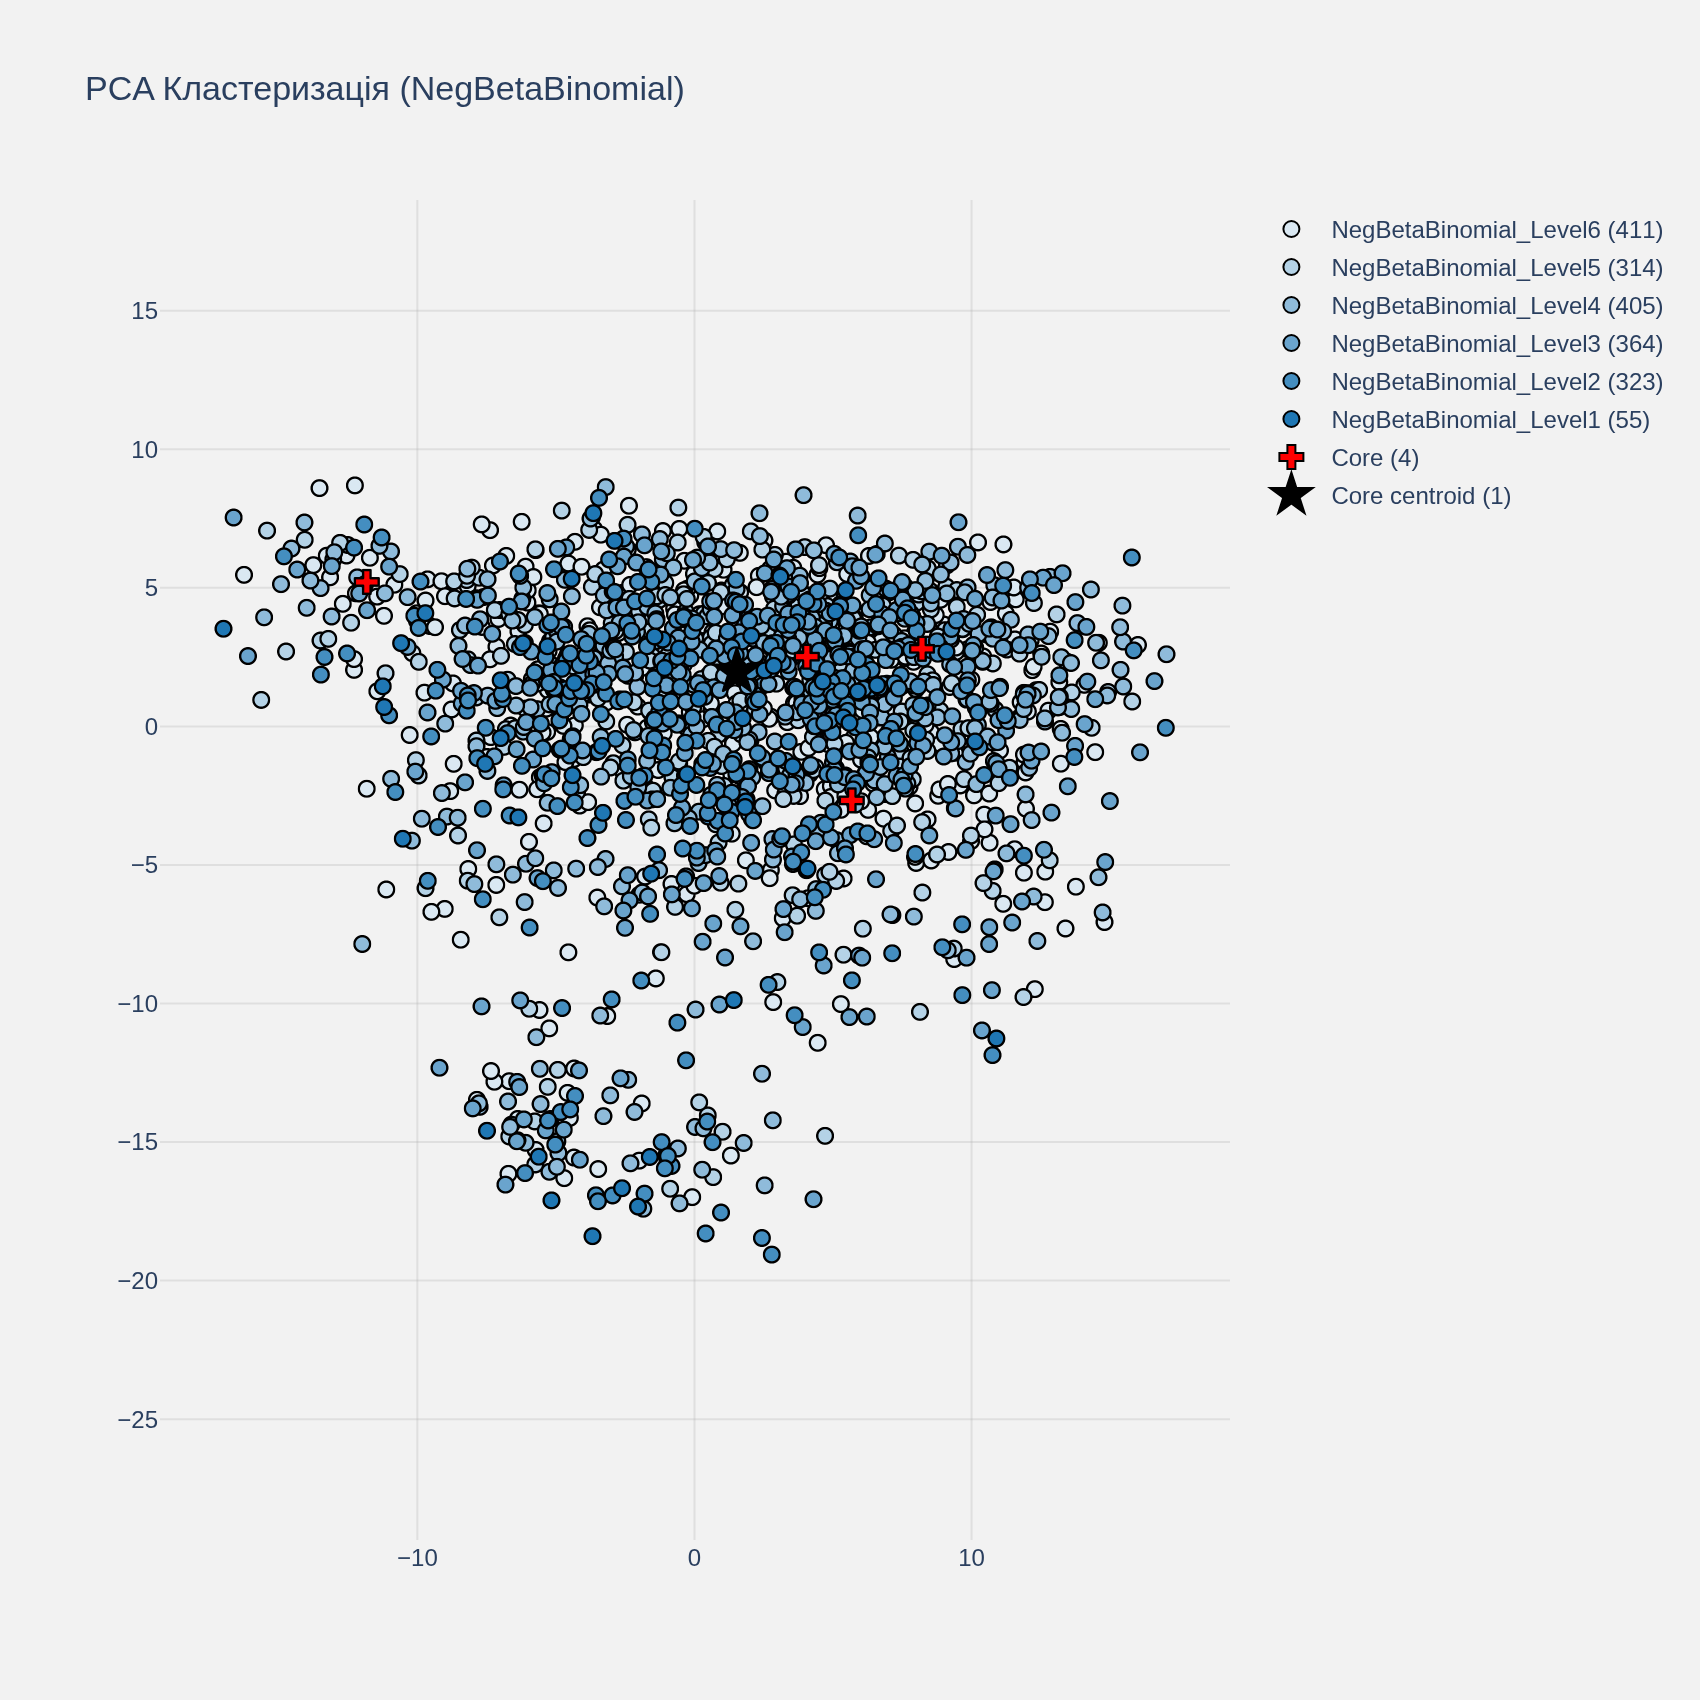 PCA Кластеризація (NegBetaBinomial)
NegBetaBinomial_Level6 (411)
NegBetaBinomial_Level5 (314)
NegBetaBinomial_Level4 (405)
NegBetaBinomial_Level3 (364)
NegBetaBinomial_Level2 (323)
NegBetaBinomial_Level1 (55)
Core (4)
Core centroid (1)
15
10
5
0
−5
−10
−15
−20
−25
−10 0 10